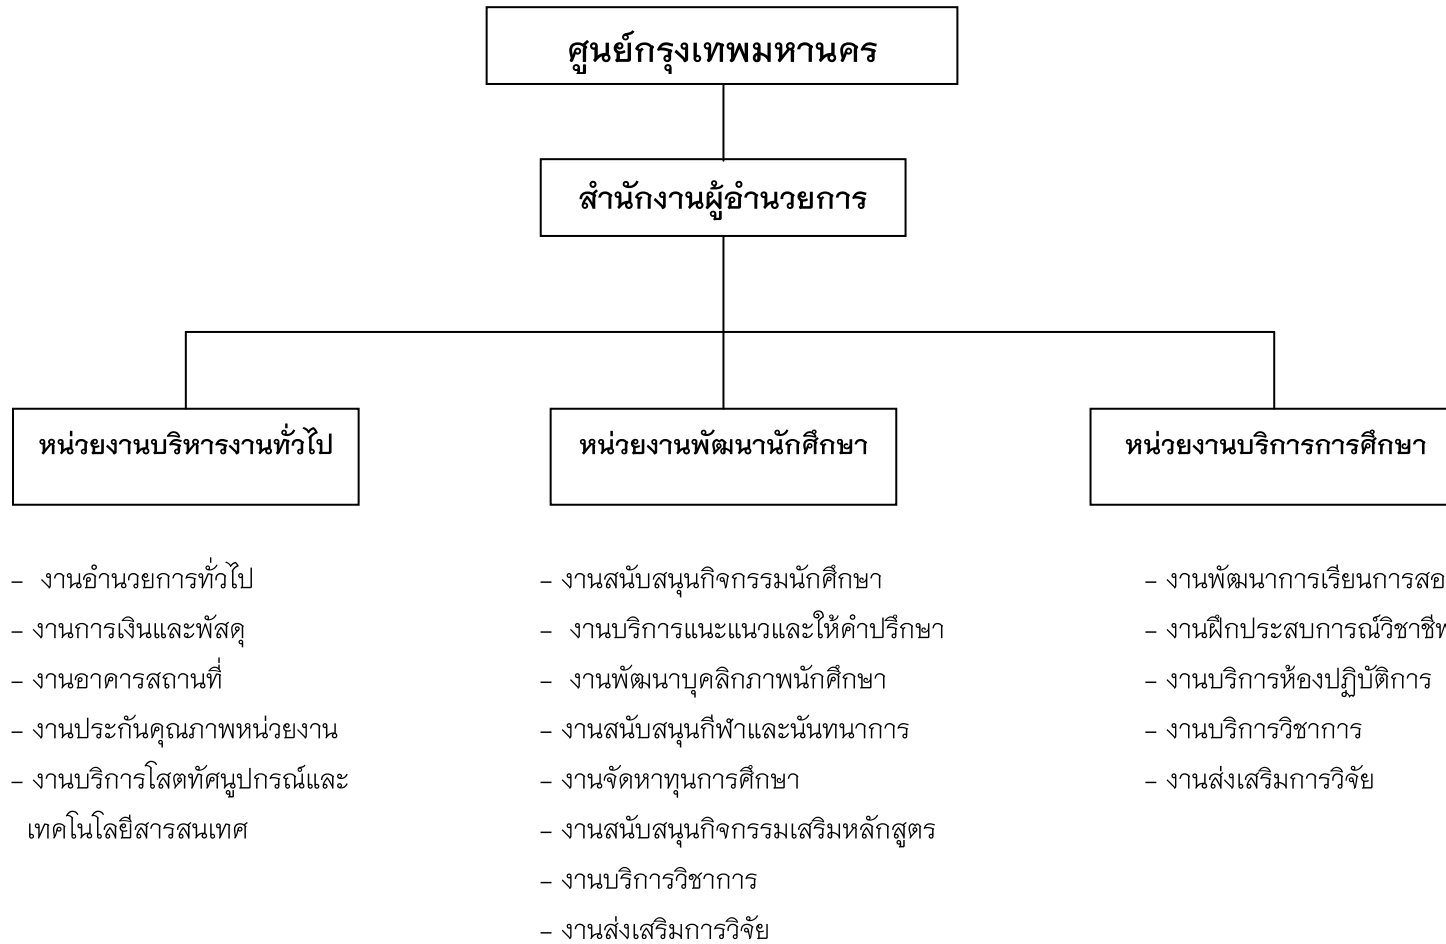 ศูนย์กรุงเทพมหานคร
สำนักงานผู้อำนวยการ
หน่วยงานบริหารงานทั่วไป
- งานอำนวยการทั่วไป
- งานการเงินและพัสดุ
- งานอาคารสถานที่
- งานประกันคุณภาพหน่วยงาน
- งานบริการโสตทัศนูปกรณ์และ
เทคโนโลยีสารสนเทศ
หน่วยงานพัฒนานักศึกษา
- งานสนับสนุนกิจกรรมนักศึกษา
- งานบริการแนะแนวและให้คำปรึกษา
- งานพัฒนาบุคลิกภาพนักศึกษา
- งานสนับสนุนกีฬาและนันทนาการ
- งานจัดหาทุนการศึกษา
- งานสนับสนุนกิจกรรมเสริมหลักสูตร
- งานบริการวิชาการ
- งานส่งเสริมการวิจัย
หน่วยงานบริการการศึกษา
- งานพัฒนาการเรียนการสอ
- งานฝึกประสบการณ์วิชาชีพ
- งานบริการห้องปฏิบัติการ
- งานบริการวิชาการ
- งานส่งเสริมการวิจัย